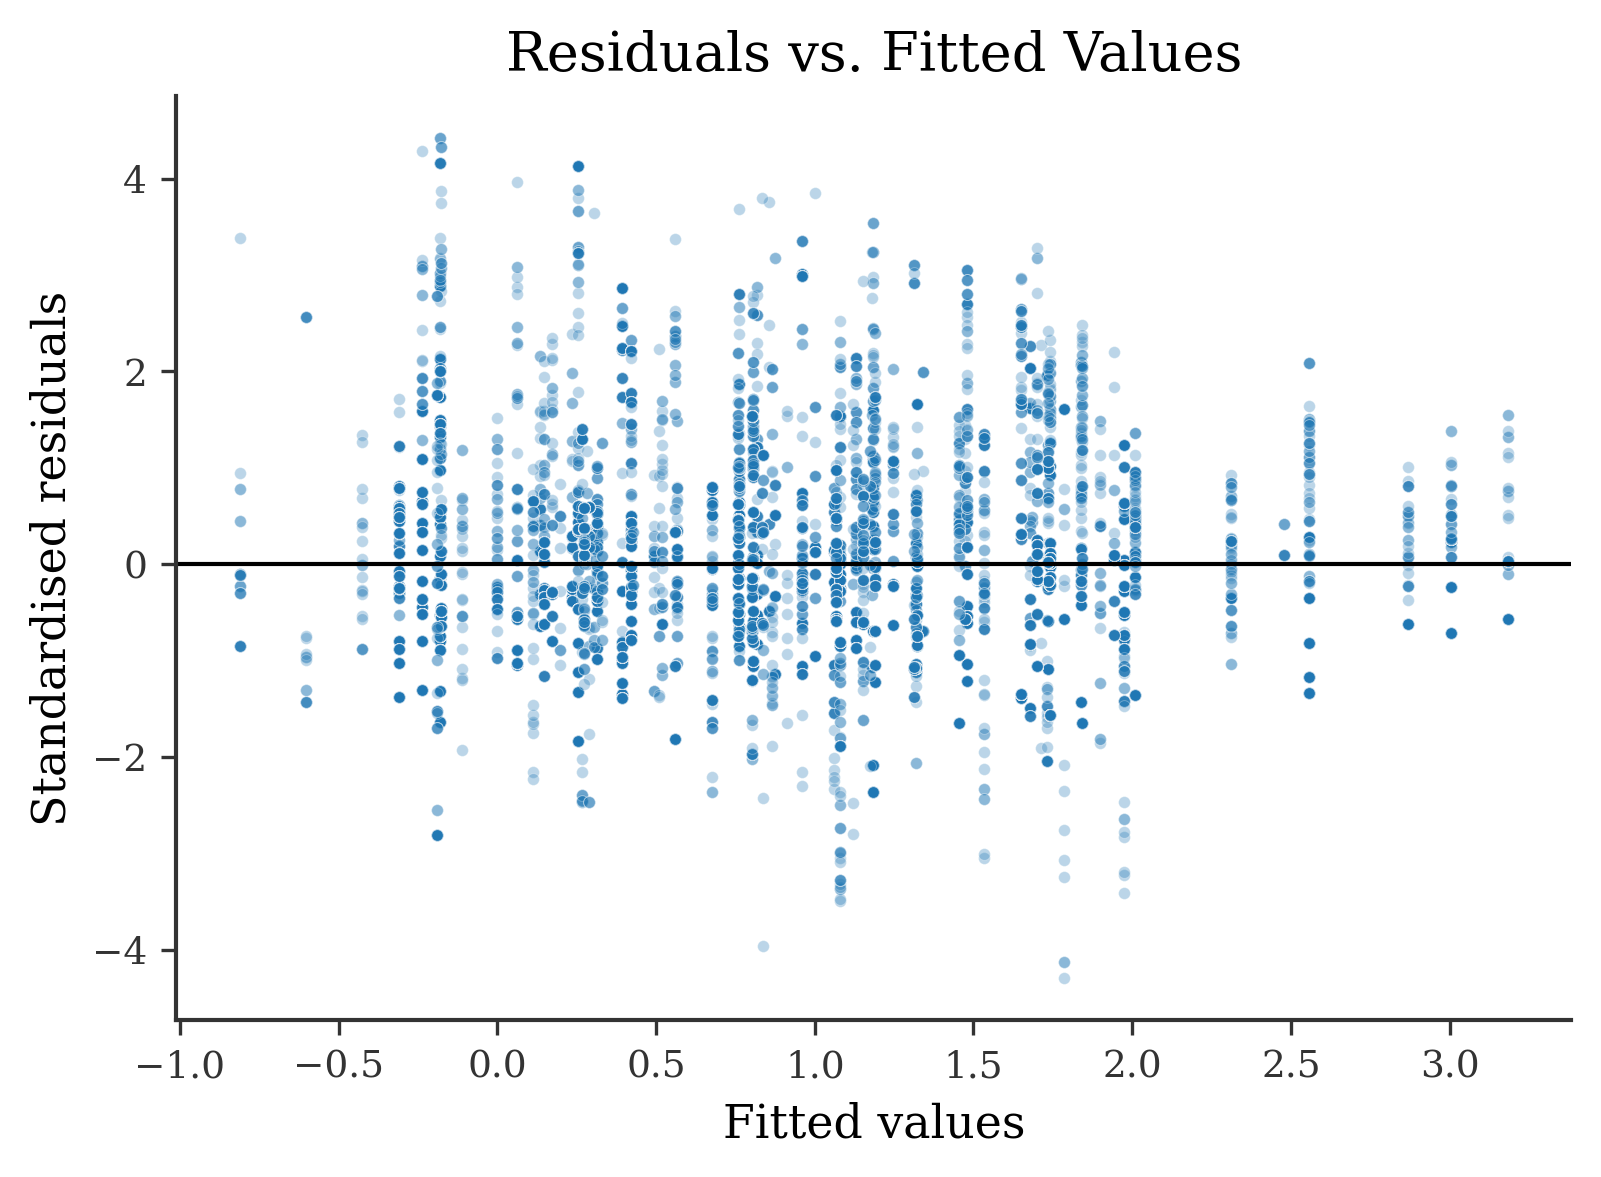 Residuals vs. Fitted Values
Standardised residuals
4
2
0
−2
−4
−1.0 −0.5 0.0 0.5 1.0 1.5 2.0 2.5 3.0
Fitted values